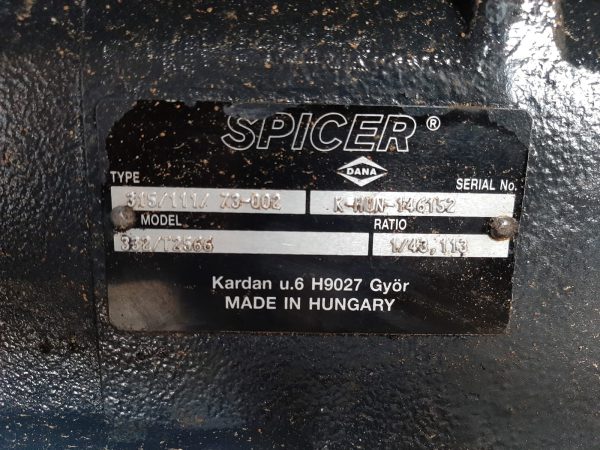 SPICER®
DANA
TYPE SERIAL No.
315/111/ 73-002 K-HUN-146152
MODEL RATIO
332/T2566 1/43,113
Kardan u.6 H9027 Györ
MADE IN HUNGARY